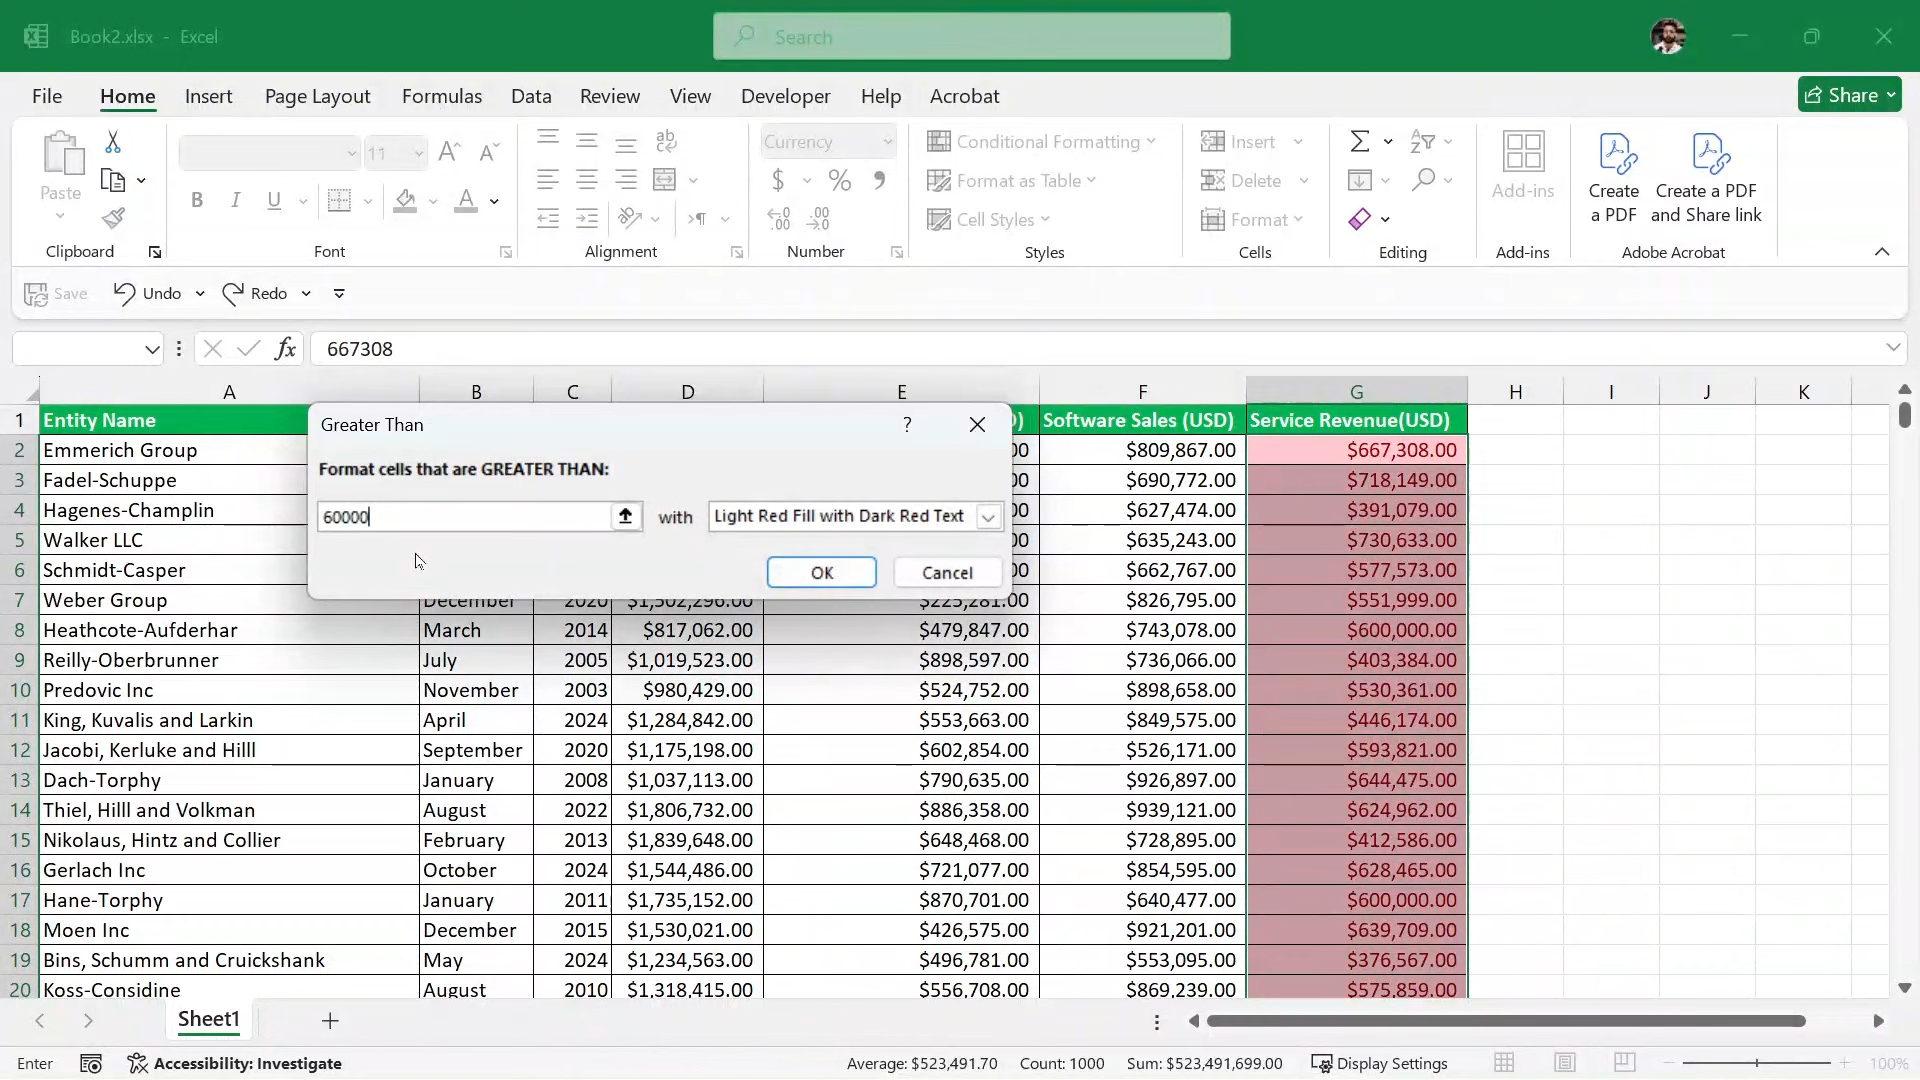 Book2.xlsx - Excel
Search
File Home Insert Page Layout Formulas Data Review View Developer Help Acrobat
Share
Paste
11
Currency
Conditional Formatting
Insert
B I U
$ %
Format as Table
Delete
Add-ins
Create a PDF
Create a PDF and Share link
Cell Styles
Format
Clipboard Font Alignment Number Styles Cells Editing Add-ins Adobe Acrobat
Save Undo Redo
fx 667308
A B C D E F G H I J K
1 Entity Name D) Software Sales (USD) Service Revenue(USD)
2 Emmerich Group 00 $809,867.00 $667,308.00
3 Fadel-Schuppe 00 $690,772.00 $718,149.00
4 Hagenes-Champlin 00 $627,474.00 $391,079.00
5 Walker LLC 00 $635,243.00 $730,633.00
6 Schmidt-Casper 00 $662,767.00 $577,573.00
Greater Than ?
Format cells that are GREATER THAN:
60000 with Light Red Fill with Dark Red Text
OK Cancel
7 Weber Group December 2020 $1,502,296.00 $225,281.00 $826,795.00 $551,999.00
8 Heathcote-Aufderhar March 2014 $817,062.00 $479,847.00 $743,078.00 $600,000.00
9 Reilly-Oberbrunner July 2005 $1,019,523.00 $898,597.00 $736,066.00 $403,384.00
10 Predovic Inc November 2003 $980,429.00 $524,752.00 $898,658.00 $530,361.00
11 King, Kuvalis and Larkin April 2024 $1,284,842.00 $553,663.00 $849,575.00 $446,174.00
12 Jacobi, Kerluke and Hilll September 2020 $1,175,198.00 $602,854.00 $526,171.00 $593,821.00
13 Dach-Torphy January 2008 $1,037,113.00 $790,635.00 $926,897.00 $644,475.00
14 Thiel, Hilll and Volkman August 2022 $1,806,732.00 $886,358.00 $939,121.00 $624,962.00
15 Nikolaus, Hintz and Collier February 2013 $1,839,648.00 $648,468.00 $728,895.00 $412,586.00
16 Gerlach Inc October 2024 $1,544,486.00 $721,077.00 $854,595.00 $628,465.00
17 Hane-Torphy January 2011 $1,735,152.00 $870,701.00 $640,477.00 $600,000.00
18 Moen Inc December 2015 $1,530,021.00 $426,575.00 $921,201.00 $639,709.00
19 Bins, Schumm and Cruickshank May 2024 $1,234,563.00 $496,781.00 $553,095.00 $376,567.00
20 Koss-Considine August 2010 $1,318,415.00 $556,708.00 $869,239.00 $575,859.00
Sheet1
Enter Accessibility: Investigate Average: $523,491.70 Count: 1000 Sum: $523,491,699.00 Display Settings 100%